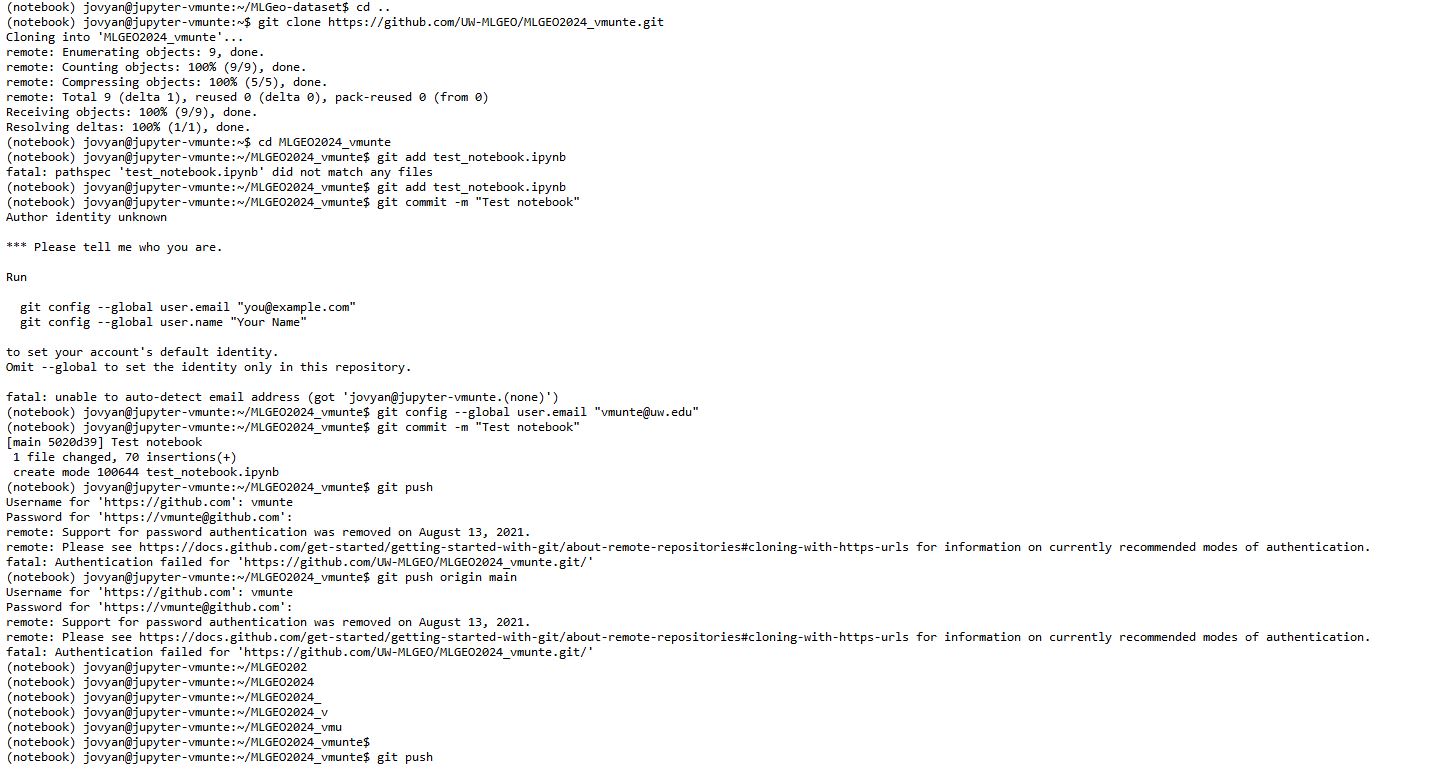 (notebook) jovyan@jupyter-vmunte:~/MLGeo-dataset$ cd ..
(notebook) jovyan@jupyter-vmunte:~$ git clone https://github.com/UW-MLGEO/MLGEO2024_vmunte.git
Cloning into 'MLGEO2024_vmunte'...
remote: Enumerating objects: 9, done.
remote: Counting objects: 100% (9/9), done.
remote: Compressing objects: 100% (5/5), done.
remote: Total 9 (delta 1), reused 0 (delta 0), pack-reused 0 (from 0)
Receiving objects: 100% (9/9), done.
Resolving deltas: 100% (1/1), done.
(notebook) jovyan@jupyter-vmunte:~$ cd MLGEO2024_vmunte
(notebook) jovyan@jupyter-vmunte:~/MLGEO2024_vmunte$ git add test_notebook.ipynb
fatal: pathspec 'test_notebook.ipynb' did not match any files
(notebook) jovyan@jupyter-vmunte:~/MLGEO2024_vmunte$ git add test_notebook.ipynb
(notebook) jovyan@jupyter-vmunte:~/MLGEO2024_vmunte$ git commit -m "Test notebook"
Author identity unknown

*** Please tell me who you are.

Run

  git config --global user.email "you@example.com"
  git config --global user.name "Your Name"

to set your account's default identity.
Omit --global to set the identity only in this repository.

fatal: unable to auto-detect email address (got 'jovyan@jupyter-vmunte.(none)')
(notebook) jovyan@jupyter-vmunte:~/MLGEO2024_vmunte$ git config --global user.email "vmunte@uw.edu"
(notebook) jovyan@jupyter-vmunte:~/MLGEO2024_vmunte$ git commit -m "Test notebook"
[main 5020d39] Test notebook
 1 file changed, 70 insertions(+)
 create mode 100644 test_notebook.ipynb
(notebook) jovyan@jupyter-vmunte:~/MLGEO2024_vmunte$ git push
Username for 'https://github.com': vmunte
Password for 'https://vmunte@github.com':
remote: Support for password authentication was removed on August 13, 2021.
remote: Please see https://docs.github.com/get-started/getting-started-with-git/about-remote-repositories#cloning-with-https-urls for information on currently recommended modes of authentication.
fatal: Authentication failed for 'https://github.com/UW-MLGEO/MLGEO2024_vmunte.git/'
(notebook) jovyan@jupyter-vmunte:~/MLGEO2024_vmunte$ git push origin main
Username for 'https://github.com': vmunte
Password for 'https://vmunte@github.com':
remote: Support for password authentication was removed on August 13, 2021.
remote: Please see https://docs.github.com/get-started/getting-started-with-git/about-remote-repositories#cloning-with-https-urls for information on currently recommended modes of authentication.
fatal: Authentication failed for 'https://github.com/UW-MLGEO/MLGEO2024_vmunte.git/'
(notebook) jovyan@jupyter-vmunte:~/MLGEO202
(notebook) jovyan@jupyter-vmunte:~/MLGEO2024
(notebook) jovyan@jupyter-vmunte:~/MLGEO2024_
(notebook) jovyan@jupyter-vmunte:~/MLGEO2024_v
(notebook) jovyan@jupyter-vmunte:~/MLGEO2024_vmu
(notebook) jovyan@jupyter-vmunte:~/MLGEO2024_vmunte$
(notebook) jovyan@jupyter-vmunte:~/MLGEO2024_vmunte$ git push